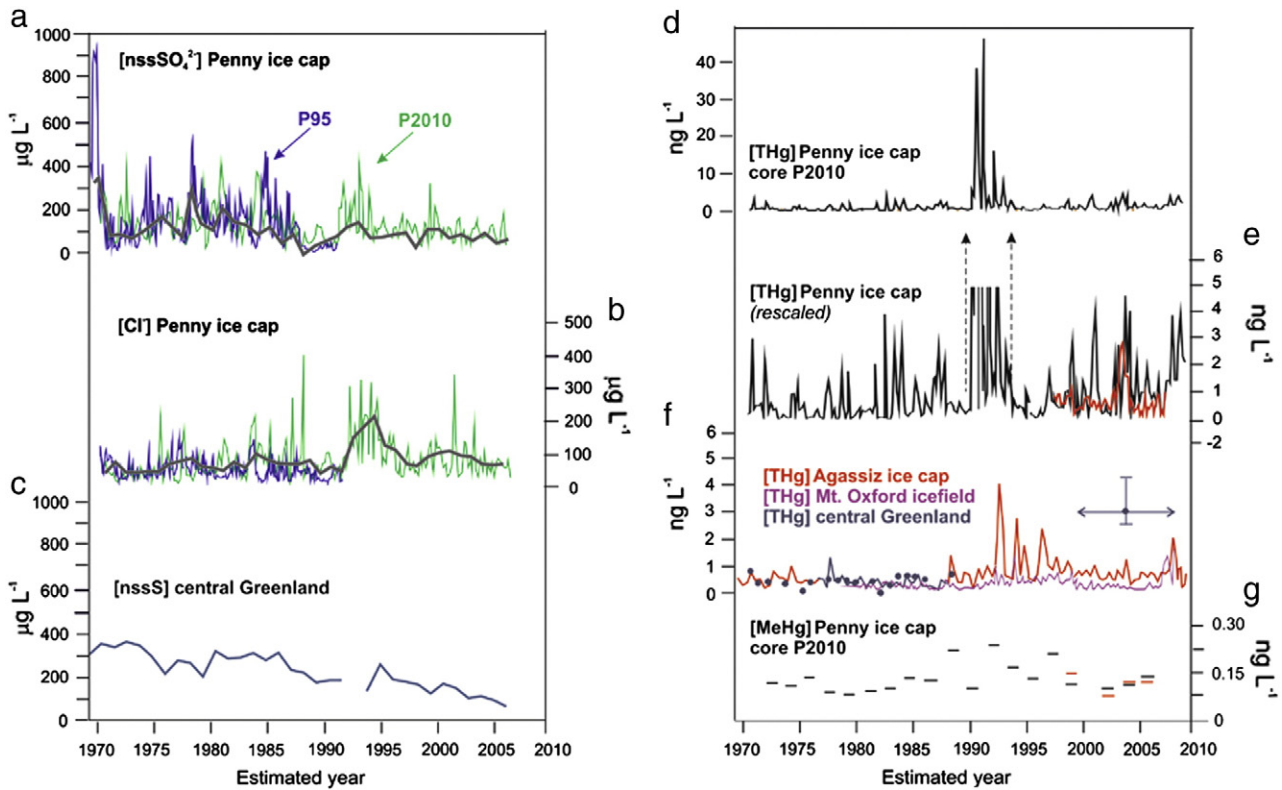 a
1000
800
600
400
200
0
µg L⁻¹
[nssSO₄²⁻] Penny ice cap
P95
P2010
b
[Cl⁻] Penny ice cap
500
400
300
200
100
0
µg L⁻¹
c
1000
800
600
400
200
0
µg L⁻¹
[nssS] central Greenland
1970 1975 1980 1985 1990 1995 2000 2005 2010
Estimated year
d
40
30
20
10
0
ng L⁻¹
[THg] Penny ice cap
core P2010
e
6
5
4
3
2
1
0
-2
ng L⁻¹
[THg] Penny ice cap
(rescaled)
f
6
5
4
3
2
1
0
ng L⁻¹
[THg] Agassiz ice cap
[THg] Mt. Oxford icefield
[THg] central Greenland
g
0.30
0.15
0
ng L⁻¹
[MeHg] Penny ice cap
core P2010
1970 1975 1980 1985 1990 1995 2000 2005 2010
Estimated year